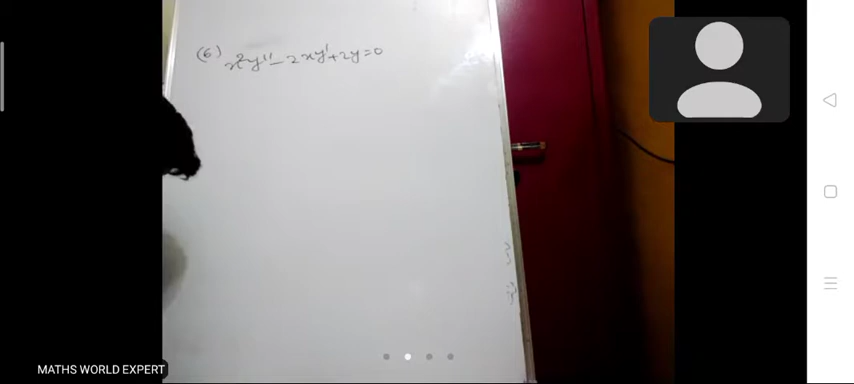 (6) x²y'' - 2xy' + 2y = 0
MATHS WORLD EXPERT